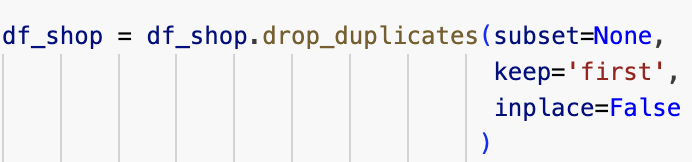 df_shop = df_shop.drop_duplicates(subset=None,
keep='first',
inplace=False
)